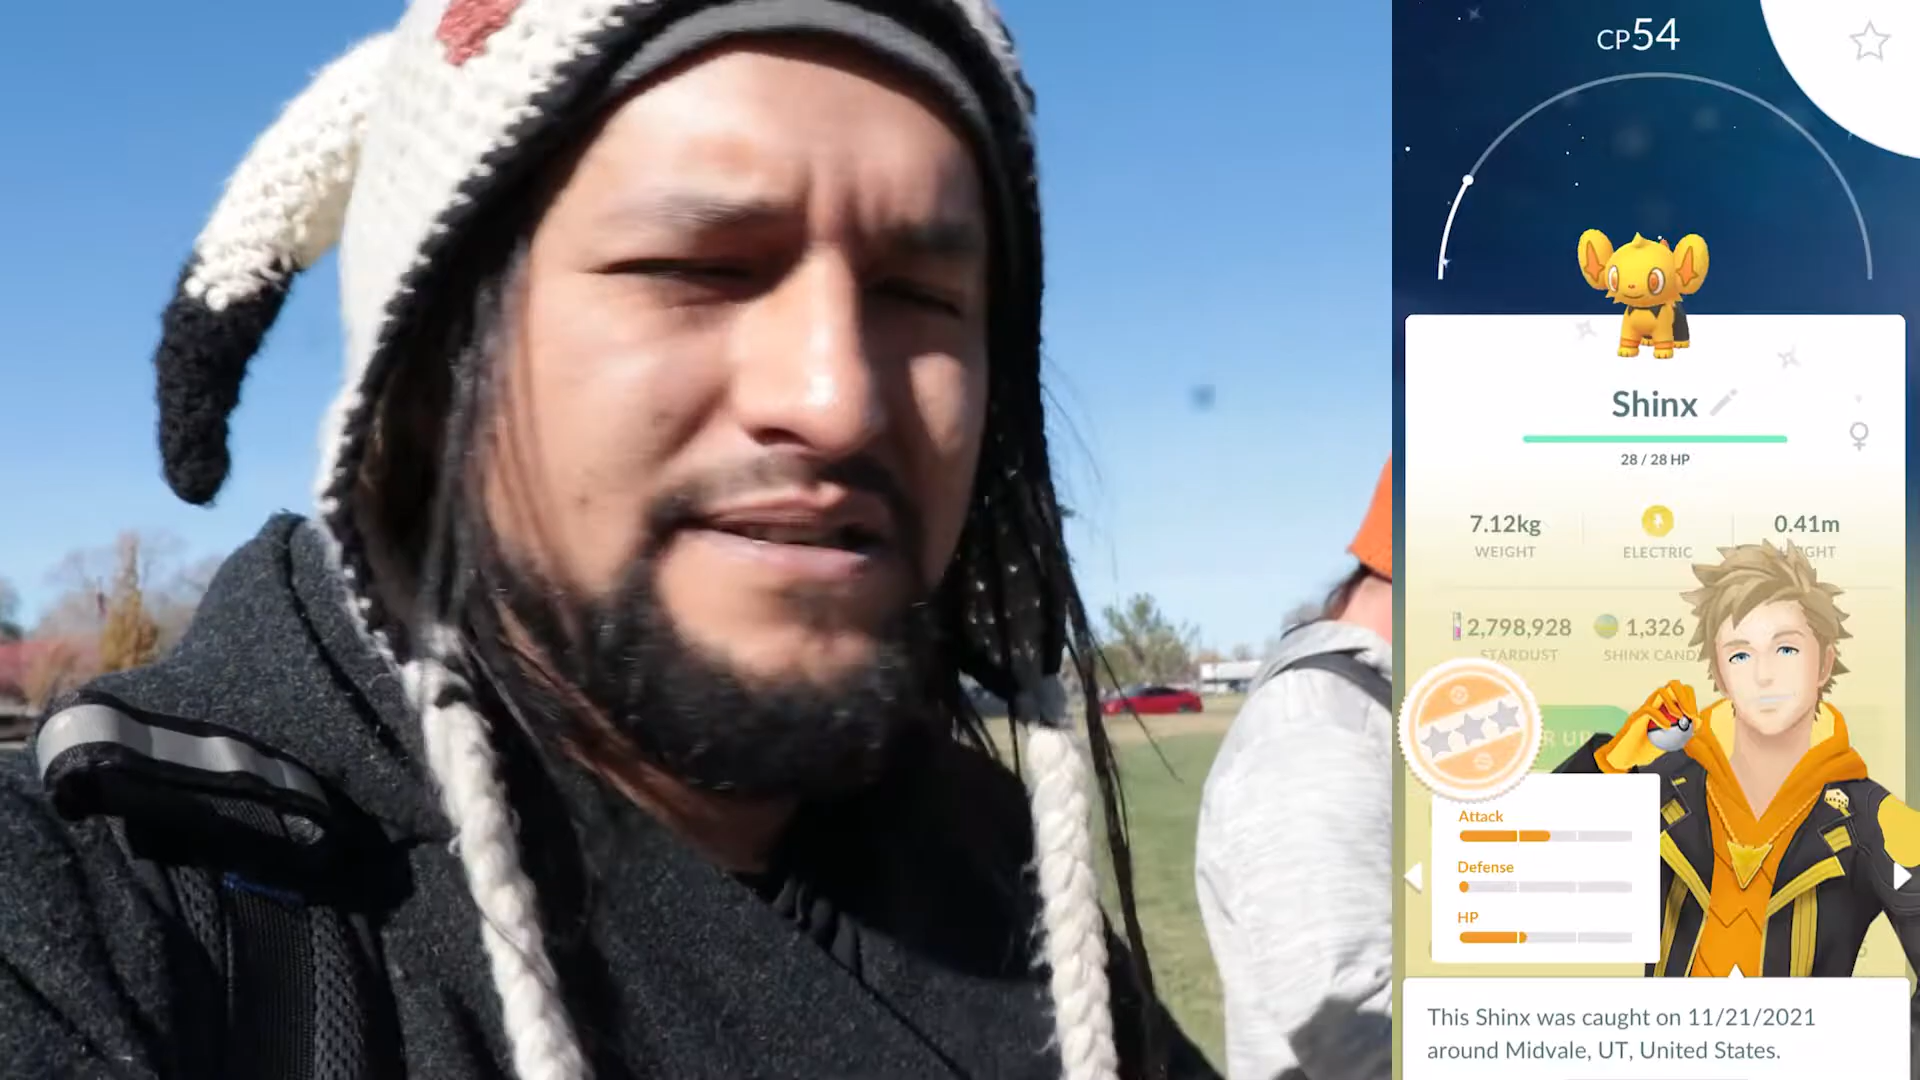 CP54
Shinx
28 / 28 HP
7.12kg
WEIGHT
ELECTRIC
0.41m
2,798,928
STARDUST
1,326
SHINX
Attack
Defense
HP
This Shinx was caught on 11/21/2021
around Midvale, UT, United States.